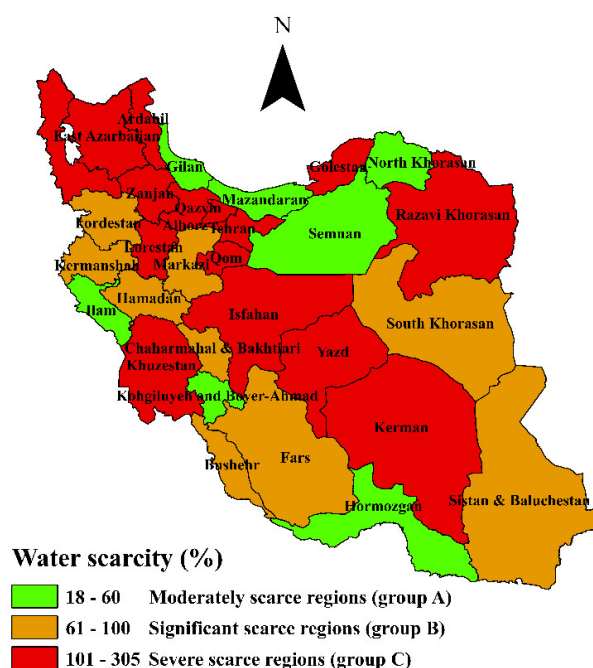 N
Ardabil
East Azarbaijan
Gilan
Golestan
North Khorasan
Zanjan
Mazandaran
Razavi Khorasan
Qazvin
Kordestan
Alborz
Tehran
Semnan
Lorestan
Kermanshah
Markazi
Qom
Hamadan
Ilam
Isfahan
South Khorasan
Chaharmahal & Bakhtiari
Yazd
Khuzestan
Kohgiluyeh and Boyer-Ahmad
Kerman
Fars
Bushehr
Hormozgan
Sistan & Baluchestan
Water scarcity (%)
18 - 60 Moderately scarce regions (group A)
61 - 100 Significant scarce regions (group B)
101 - 305 Severe scarce regions (group C)